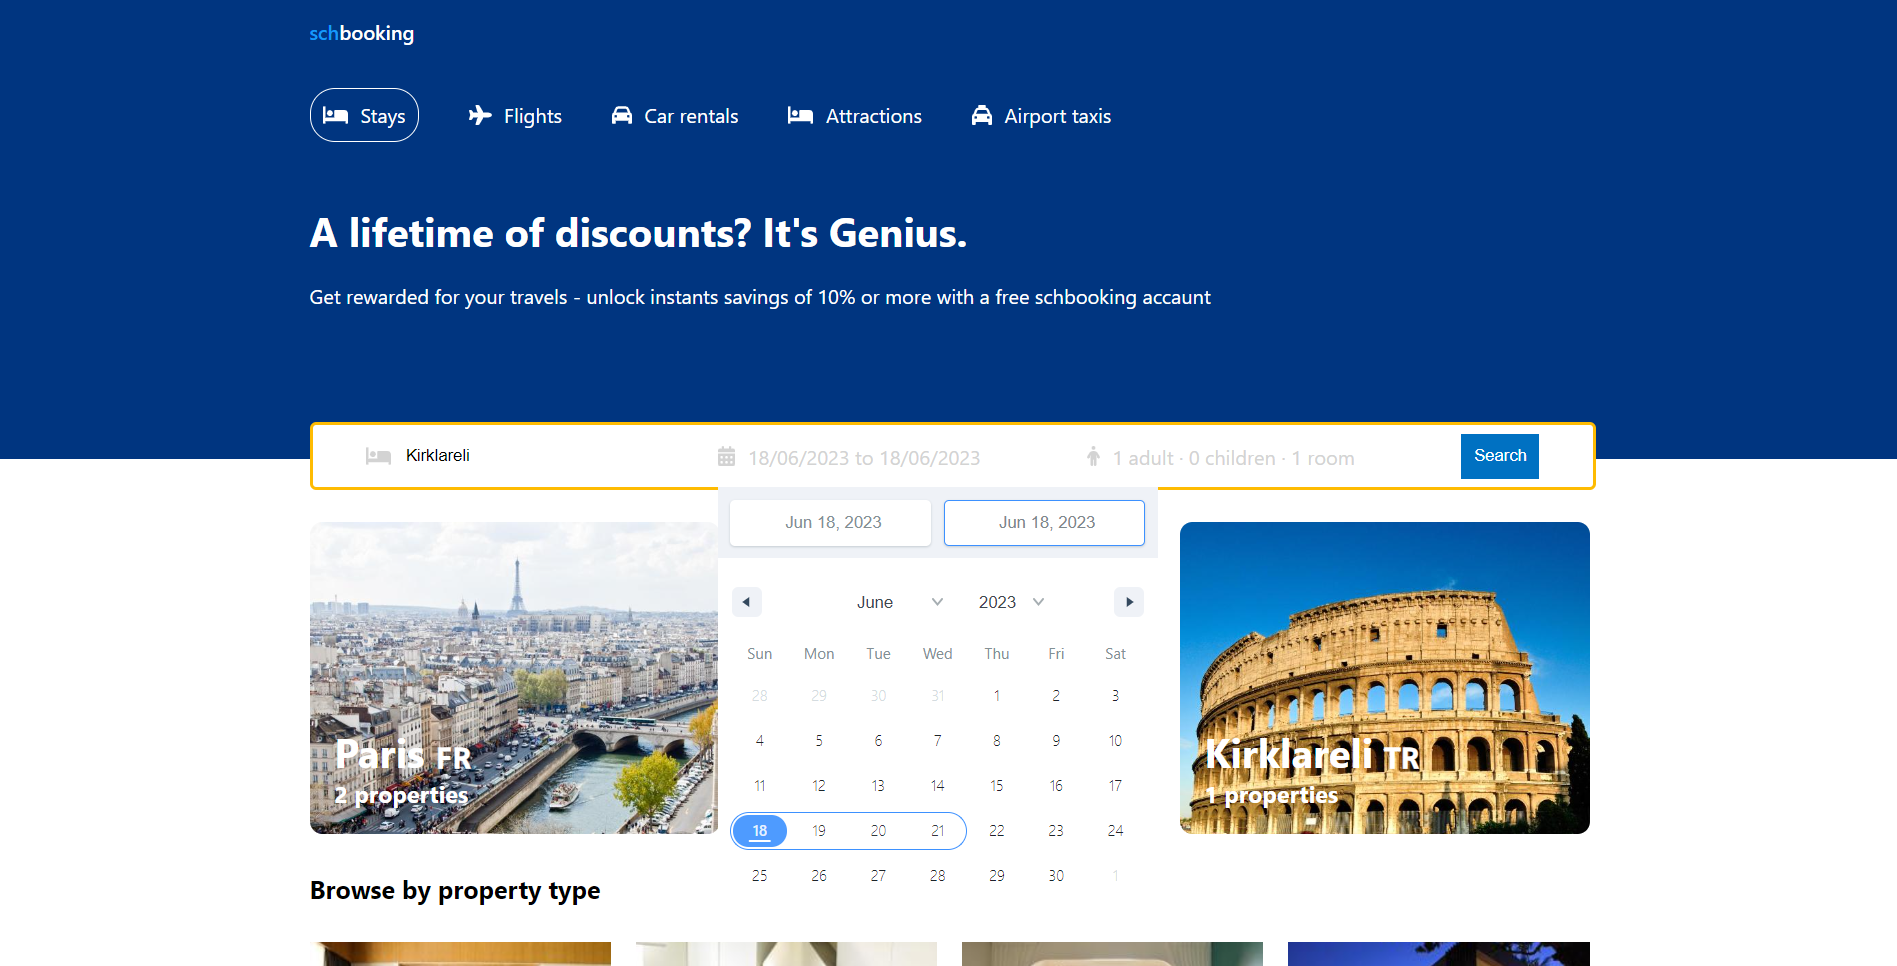 schbooking
Stays Flights Car rentals Attractions Airport taxis
A lifetime of discounts? It's Genius.
Get rewarded for your travels - unlock instants savings of 10% or more with a free schbooking accaunt
Kirklareli 18/06/2023 to 18/06/2023 1 adult · 0 children · 1 room Search
Jun 18, 2023 Jun 18, 2023
June 2023
Sun Mon Tue Wed Thu Fri Sat
28 29 30 31 1 2 3
4 5 6 7 8 9 10
11 12 13 14 15 16 17
18 19 20 21 22 23 24
25 26 27 28 29 30 1
Paris FR
2 properties
Kirklareli TR
1 properties
Browse by property type